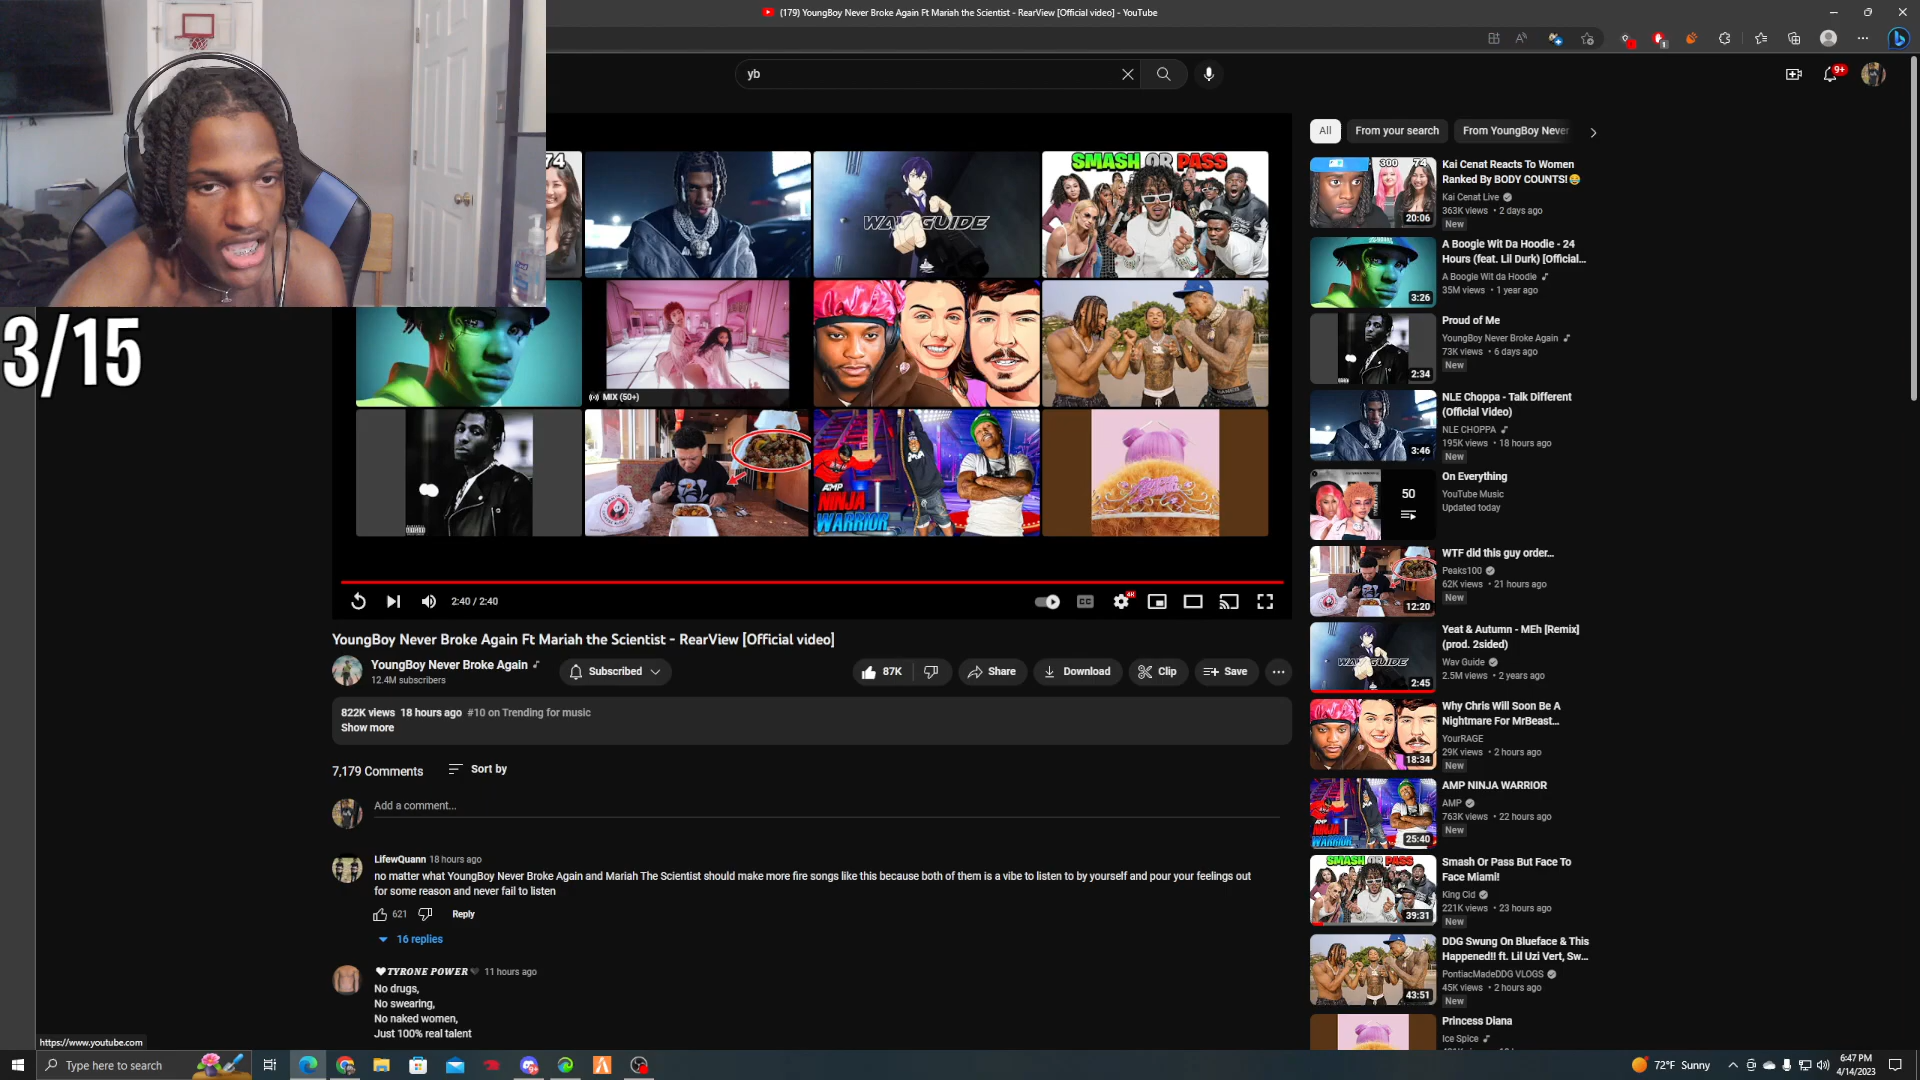 (179) YoungBoy Never Broke Again Ft Mariah the Scientist - RearView [Official video] - YouTube
yb
9+
3/15
74
WAV GUIDE
SMASH OR PASS
MIX (50+)
AMP
NINJA
WARRIOR
2:40 / 2:40
CC
4K
YoungBoy Never Broke Again Ft Mariah the Scientist - RearView [Official video]
YoungBoy Never Broke Again
12.4M subscribers
Subscribed
87K
Share
Download
Clip
Save
822K views 18 hours ago #10 on Trending for music
Show more
7,179 Comments
Sort by
Add a comment...
LifewQuann 18 hours ago
no matter what YoungBoy Never Broke Again and Mariah The Scientist should make more fire songs like this because both of them is a vibe to listen to by yourself and pour your feelings out
for some reason and never fail to listen
621
Reply
16 replies
❤TYRONE POWER🖤 11 hours ago
No drugs,
No swearing,
No naked women,
Just 100% real talent
All
From your search
From YoungBoy Never
300 74
20:06
Kai Cenat Reacts To Women
Ranked By BODY COUNTS!😂
Kai Cenat Live
363K views • 2 days ago
New
3:26
A Boogie Wit Da Hoodie - 24
Hours (feat. Lil Durk) [Official...
A Boogie Wit da Hoodie
35M views • 1 year ago
2:34
Proud of Me
YoungBoy Never Broke Again
73K views • 6 days ago
New
3:46
NLE Choppa - Talk Different
(Official Video)
NLE CHOPPA
195K views • 18 hours ago
New
50
On Everything
YouTube Music
Updated today
12:20
WTF did this guy order...
Peaks100
62K views • 21 hours ago
New
WAV GUIDE
2:45
Yeat & Autumn - MEh [Remix]
(prod. 2sided)
Wav Guide
2.5M views • 2 years ago
18:34
Why Chris Will Soon Be A
Nightmare For MrBeast...
YourRAGE
29K views • 2 hours ago
New
AMP
NINJA
WARRIOR
25:40
AMP NINJA WARRIOR
AMP
763K views • 22 hours ago
New
SMASH OR PASS
39:31
Smash Or Pass But Face To
Face Miami!
King Cid
221K views • 23 hours ago
New
43:51
DDG Swung On Blueface & This
Happened!! ft. Lil Uzi Vert, Sw...
PontiacMadeDDG VLOGS
45K views • 2 hours ago
New
Princess Diana
Ice Spice
https://www.youtube.com
Type here to search
72°F Sunny
6:47 PM
4/14/2023